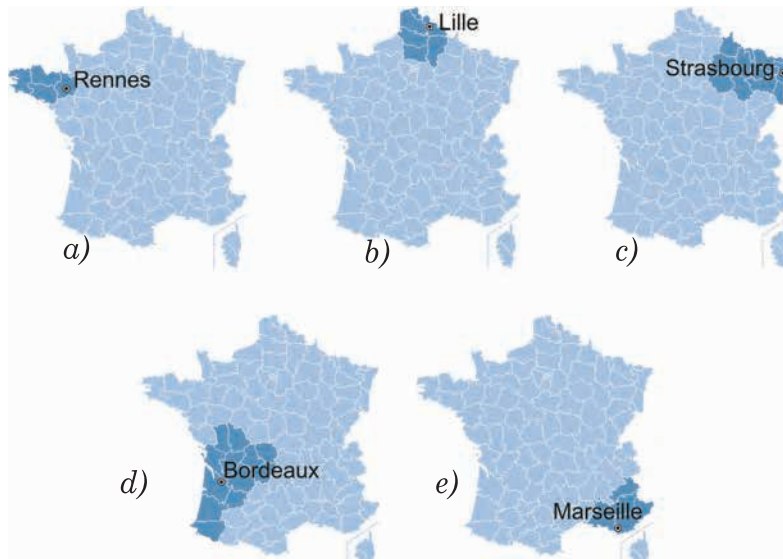 Rennes
Lille
Strasbourg
a)
b)
c)
Bordeaux
Marseille
d)
e)